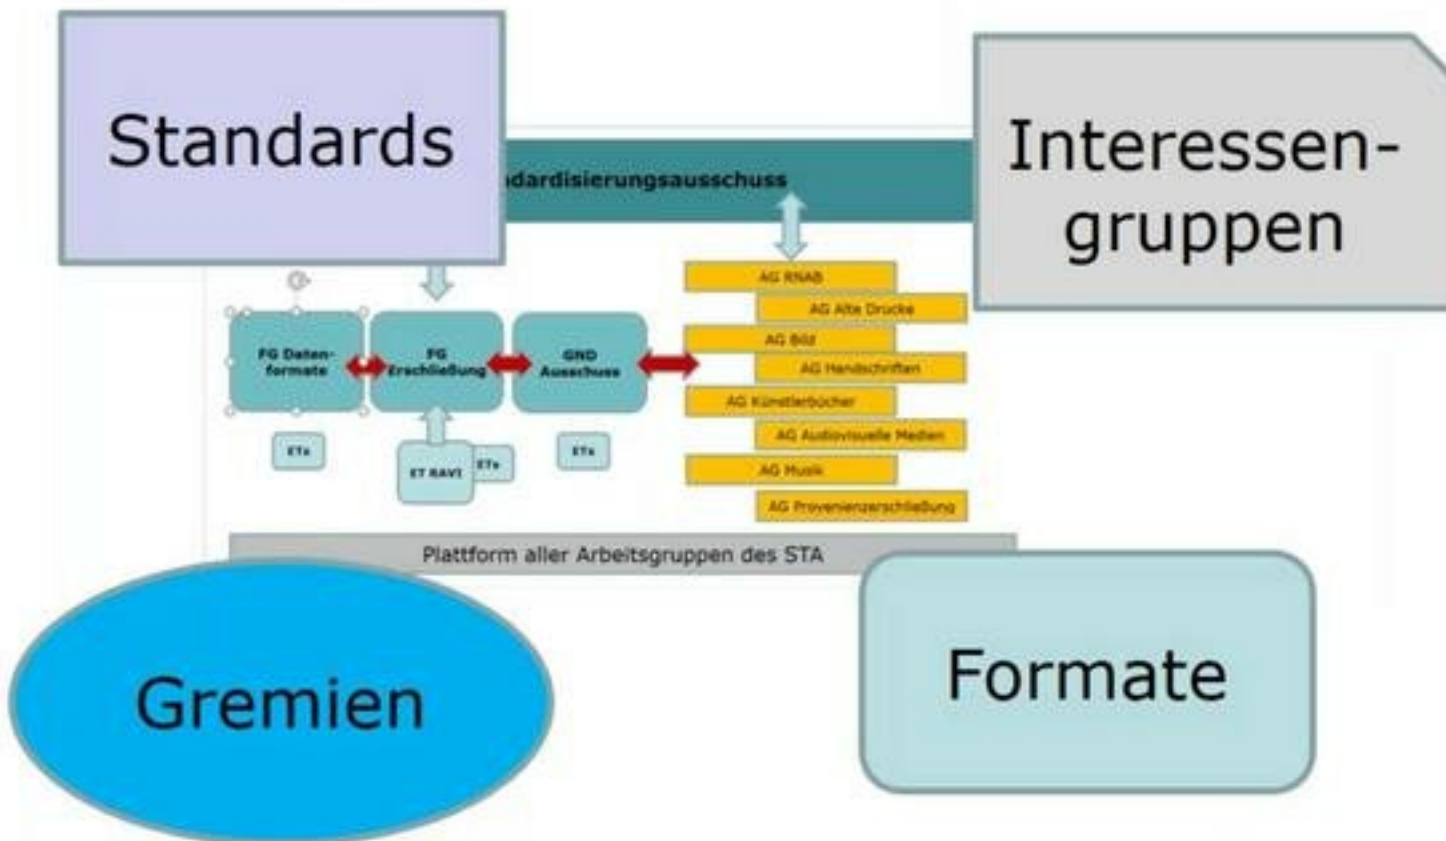 Standards
Interessen-
gruppen
ndardisierungsausschuss
AG RNAB
AG Alte Drucke
AG Bild
AG Handschriften
AG Künstlerbücher
AG Audiovisuelle Medien
AG Musik
AG Provenienzerschließung
FG Daten-
formate
FG
Erschließung
GND
Ausschuss
ETs
ET RAVI
ETs
ETs
Plattform aller Arbeitsgruppen des STA
Gremien
Formate